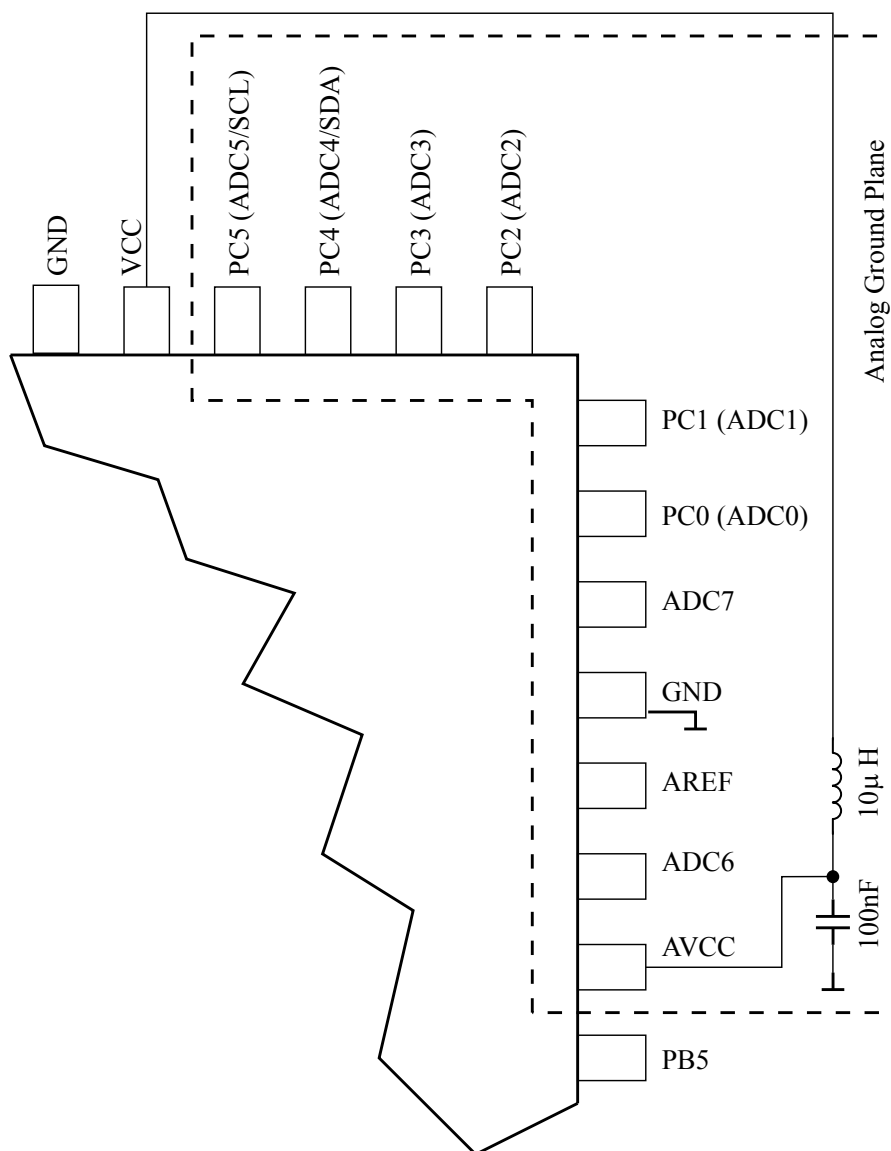 GND
VCC
PC5 (ADC5/SCL)
PC4 (ADC4/SDA)
PC3 (ADC3)
PC2 (ADC2)
Analog Ground Plane
PC1 (ADC1)
PC0 (ADC0)
ADC7
GND
AREF
10µ H
ADC6
100nF
AVCC
PB5